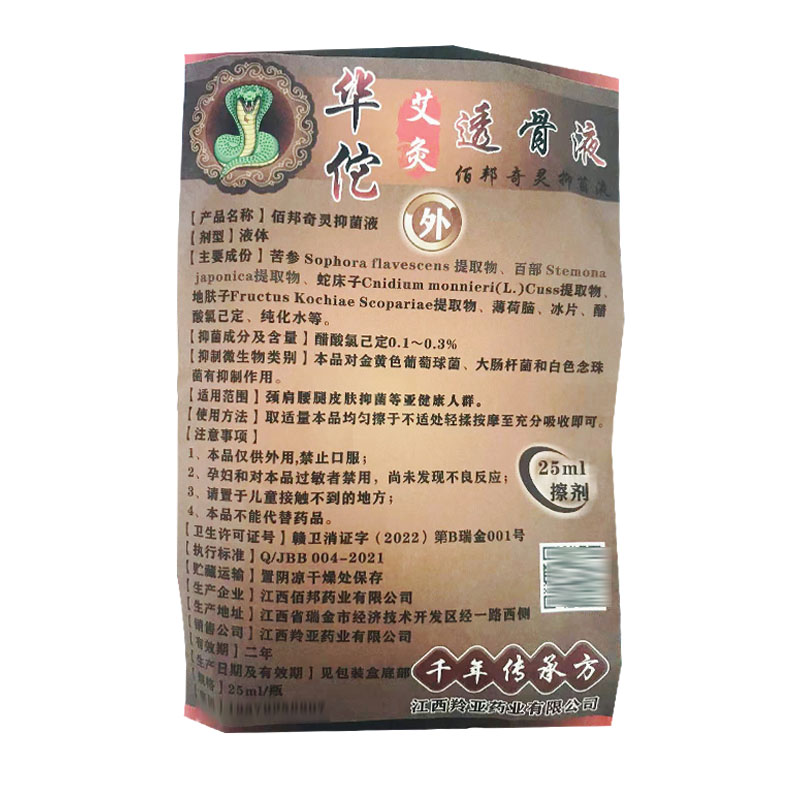 华佗 艾灸 透骨液
佰邦奇灵抑菌液
外
【产品名称】佰邦奇灵抑菌液
【剂型】液体
【主要成份】苦参 Sophora flavescens 提取物、百部 Stemona
japonica提取物、蛇床子Cnidium monnieri(L.)Cuss提取物、
地肤子Fructus Kochiae Scopariae提取物、薄荷脑、冰片、醋
酸氯己定、纯化水等。
【抑菌成分及含量】醋酸氯己定0.1～0.3%
【抑制微生物类别】本品对金黄色葡萄球菌、大肠杆菌和白色念珠
菌有抑制作用。
【适用范围】颈肩腰腿皮肤抑菌等亚健康人群。
【使用方法】取适量本品均匀擦于不适处轻揉按摩至充分吸收即可。
【注意事项】
1、本品仅供外用,禁止口服；
2、孕妇和对本品过敏者禁用，尚未发现不良反应；
3、请置于儿童接触不到的地方；
4、本品不能代替药品。
25ml
擦剂
【卫生许可证号】赣卫消证字（2022）第B瑞金001号
【执行标准】Q/JBB 004-2021
【贮藏运输】置阴凉干燥处保存
【生产企业】江西佰邦药业有限公司
【生产地址】江西省瑞金市经济技术开发区经一路西侧
【销售公司】江西羚亚药业有限公司
【有效期】二年
【生产日期及有效期】见包装盒底部
【规格】25ml/瓶
千年传承方
江西羚亚药业有限公司